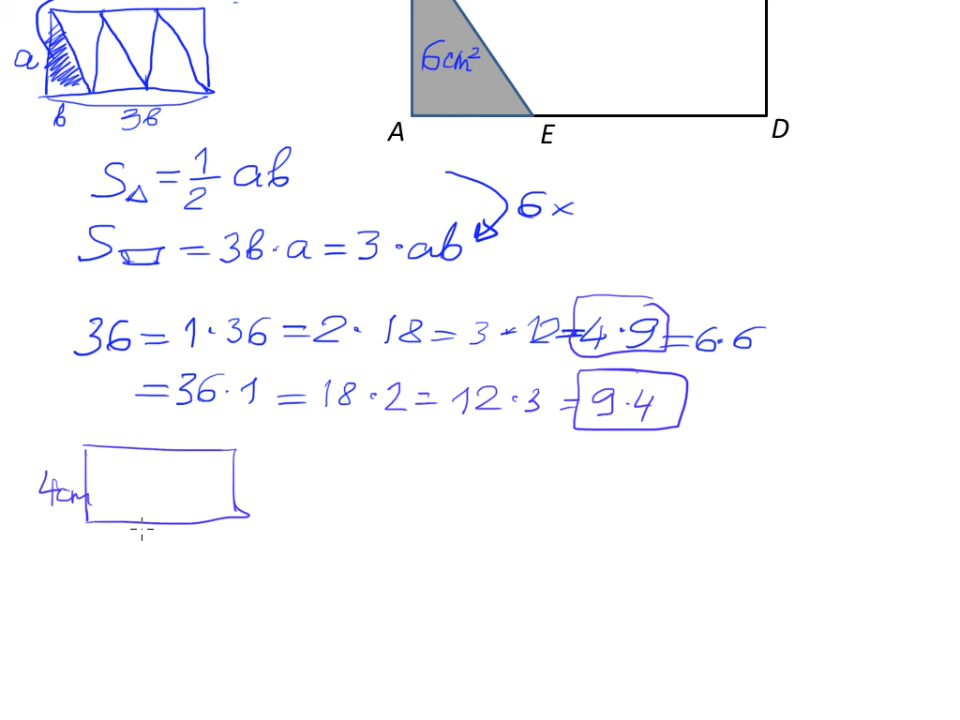 a
6cm²
b 3b
A E D
S△ = 1/2 ab
6 ×
S▱ = 3b · a = 3 · ab
36 = 1 · 36 = 2 · 18 = 3 · 12 = 4 · 9 = 6 · 6
= 36 · 1 = 18 · 2 = 12 · 3 = 9 · 4
4cm